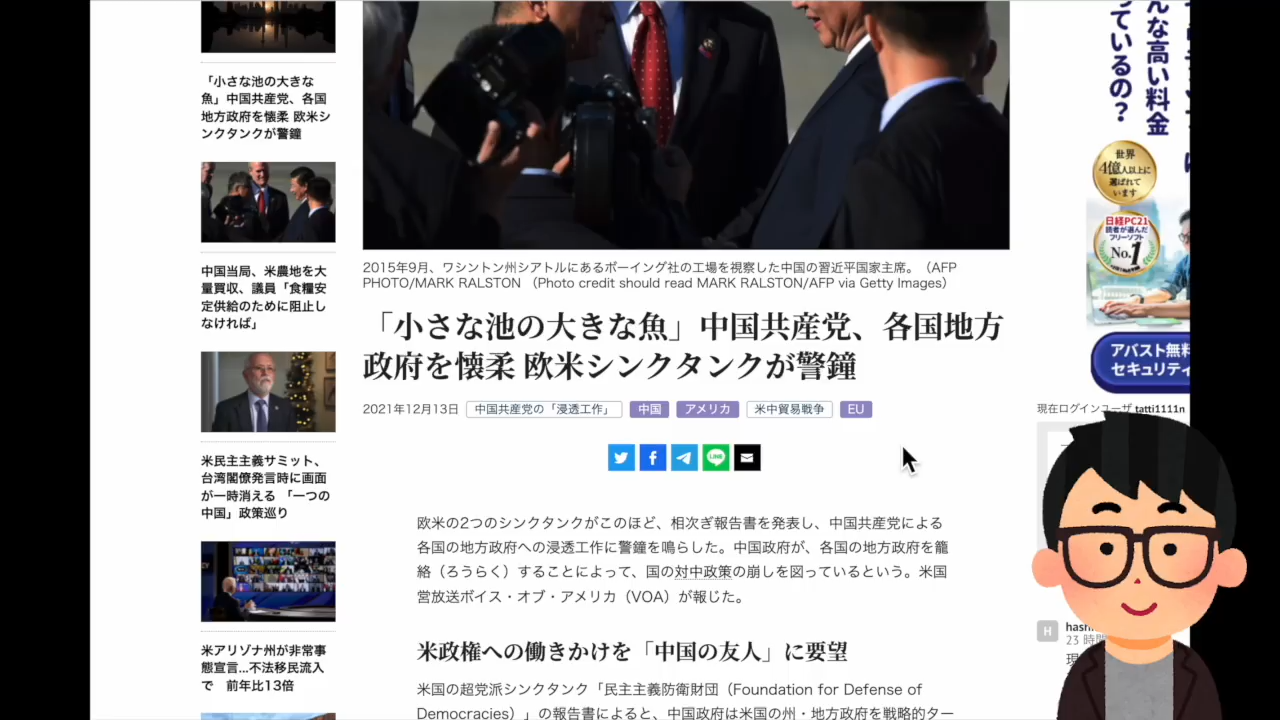 「小さな池の大きな
魚」中国共産党、各国
地方政府を懐柔 欧米シ
ンクタンクが警鐘
中国当局、米農地を大
量買収、議員「食糧安
定供給のために阻止し
なければ」
米民主主義サミット、
台湾閣僚発言時に画面
が一時消える 「一つの
中国」政策巡り
米アリゾナ州が非常事
態宣言...不法移民流入
で 前年比13倍
2015年9月、ワシントン州シアトルにあるボーイング社の工場を視察した中国の習近平国家主席。（AFP
PHOTO/MARK RALSTON （Photo credit should read MARK RALSTON/AFP via Getty Images）
「小さな池の大きな魚」中国共産党、各国地方
政府を懐柔 欧米シンクタンクが警鐘
2021年12月13日 中国共産党の「浸透工作」 中国 アメリカ 米中貿易戦争 EU
LINE
欧米の2つのシンクタンクがこのほど、相次ぎ報告書を発表し、中国共産党による
各国の地方政府への浸透工作に警鐘を鳴らした。中国政府が、各国の地方政府を籠
絡（ろうらく）することによって、国の対中政策の崩しを図っているという。米国
営放送ボイス・オブ・アメリカ（VOA）が報じた。
米政権への働きかけを「中国の友人」に要望
米国の超党派シンクタンク「民主主義防衛財団（Foundation for Defense of
Democracies）」の報告書によると、中国政府は米国の州・地方政府を戦略的ター
んな高い料金
っているの？
世界
4億人以上に
選ばれて
います
日経PC21
読者が選んだ
フリーソフト
No.1
アバスト無料
セキュリティ
現在ログインユーザ tatti1111n
H
hash
23 時間
現